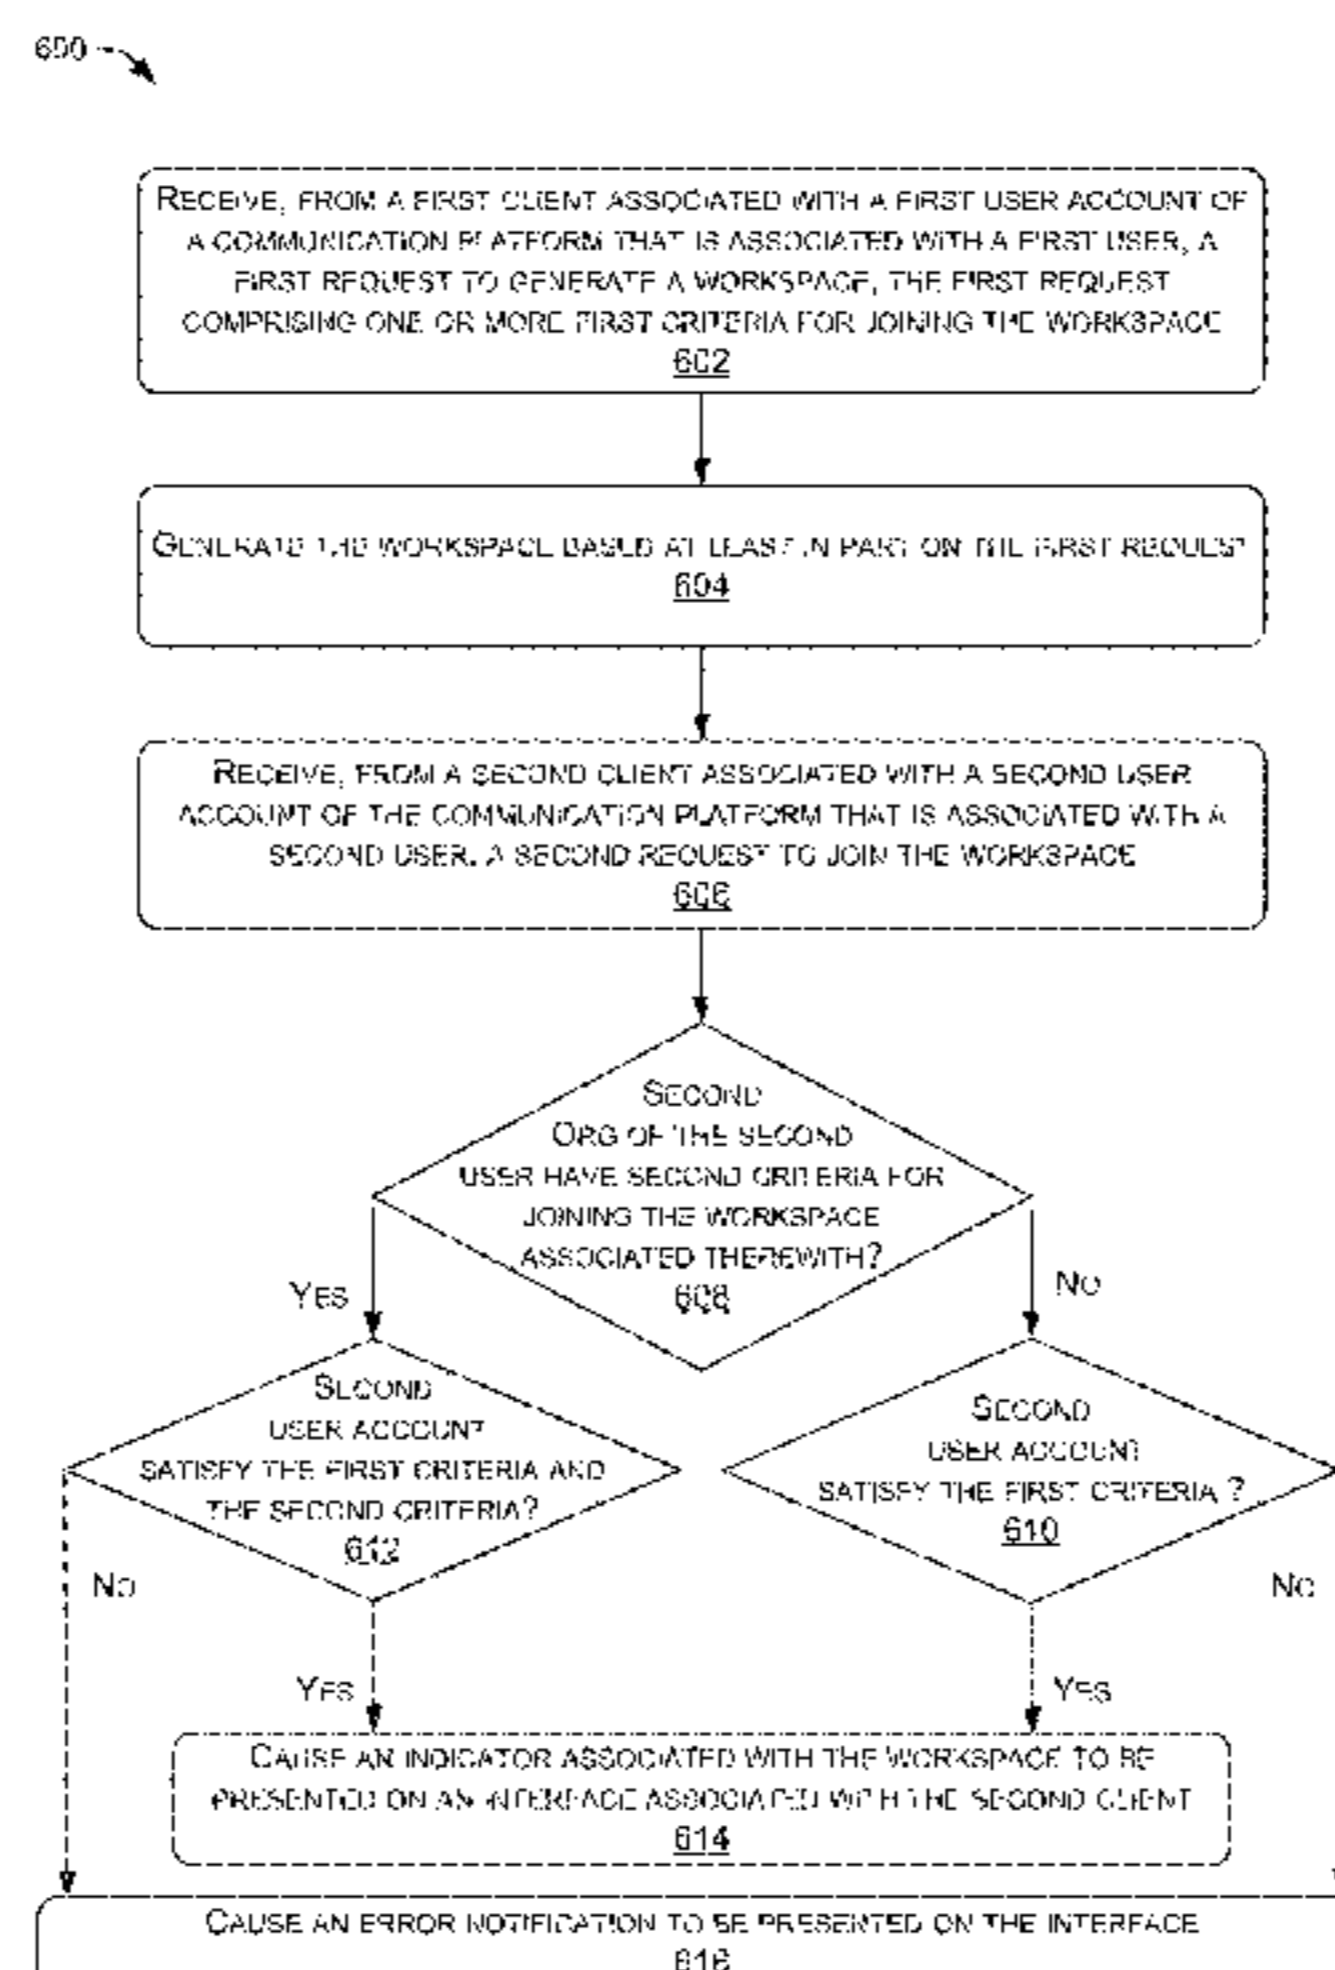 600
RECEIVE, FROM A FIRST CLIENT ASSOCIATED WITH A FIRST USER ACCOUNT OF
A COMMUNICATION PLATFORM THAT IS ASSOCIATED WITH A FIRST USER, A
FIRST REQUEST TO GENERATE A WORKSPACE, THE FIRST REQUEST
COMPRISING ONE OR MORE FIRST CRITERIA FOR JOINING THE WORKSPACE
602
GENERATE THE WORKSPACE BASED AT LEAST IN PART ON THE FIRST REQUEST
604
RECEIVE, FROM A SECOND CLIENT ASSOCIATED WITH A SECOND USER
ACCOUNT OF THE COMMUNICATION PLATFORM THAT IS ASSOCIATED WITH A
SECOND USER, A SECOND REQUEST TO JOIN THE WORKSPACE
606
SECOND
ORG OF THE SECOND
USER HAVE SECOND CRITERIA FOR
JOINING THE WORKSPACE
ASSOCIATED THEREWITH?
608
YES
NO
SECOND
USER ACCOUNT
SATISFY THE FIRST CRITERIA AND
THE SECOND CRITERIA?
612
SECOND
USER ACCOUNT
SATISFY THE FIRST CRITERIA ?
610
NO
NO
YES
YES
CAUSE AN INDICATOR ASSOCIATED WITH THE WORKSPACE TO BE
PRESENTED ON AN INTERFACE ASSOCIATED WITH THE SECOND CLIENT
614
CAUSE AN ERROR NOTIFICATION TO BE PRESENTED ON THE INTERFACE
616